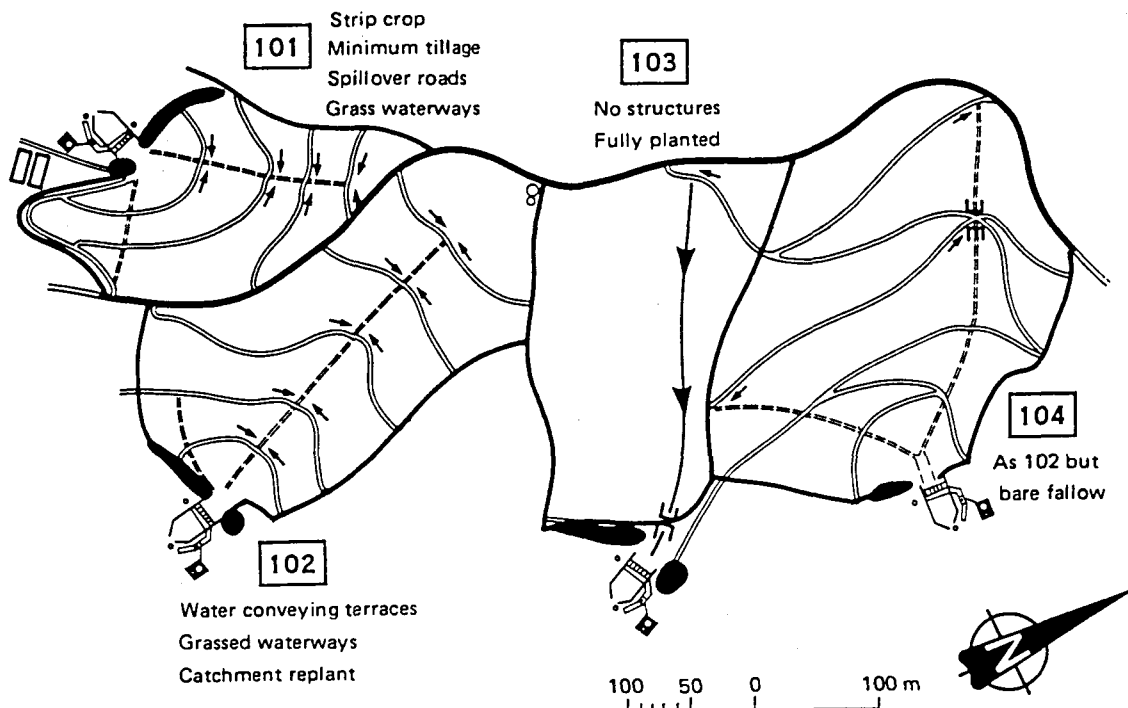 101
Strip crop
Minimum tillage
Spillover roads
Grass waterways
103
No structures
Fully planted
104
As 102 but
bare fallow
102
Water conveying terraces
Grassed waterways
Catchment replant
N
100 50 0 100 m